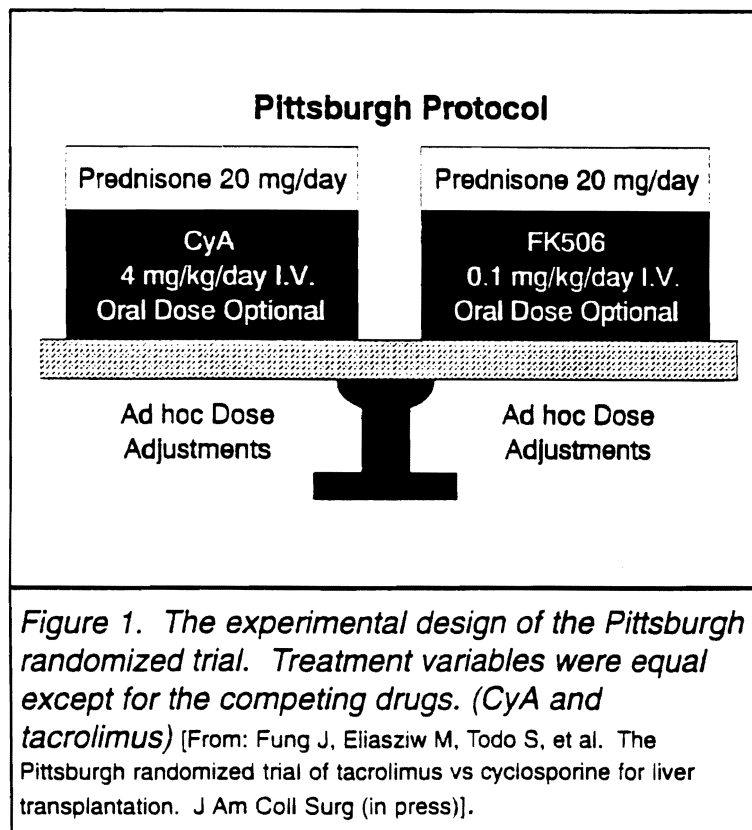 Pittsburgh Protocol
Prednisone 20 mg/day
CyA
4 mg/kg/day I.V.
Oral Dose Optional
Prednisone 20 mg/day
FK506
0.1 mg/kg/day I.V.
Oral Dose Optional
Ad hoc Dose
Adjustments
Ad hoc Dose
Adjustments
Figure 1. The experimental design of the Pittsburgh
randomized trial. Treatment variables were equal
except for the competing drugs. (CyA and
tacrolimus) [From: Fung J, Eliasziw M, Todo S, et al. The
Pittsburgh randomized trial of tacrolimus vs cyclosporine for liver
transplantation. J Am Coll Surg (in press)].